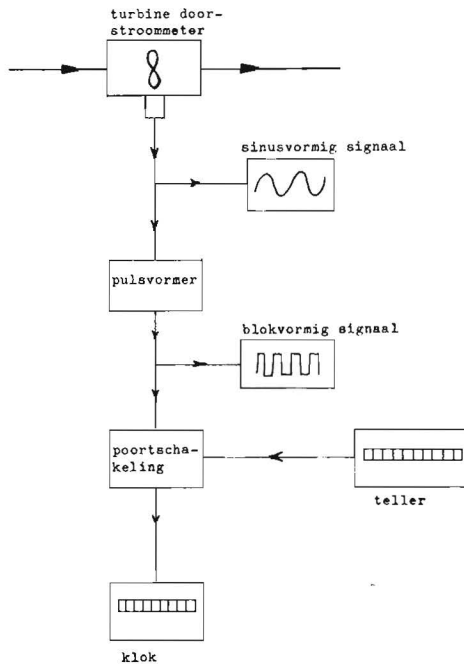 turbine door-
stroommeter
sinusvormig signaal
pulsvormer
blokvormig signaal
poortscha-
keling
teller
klok